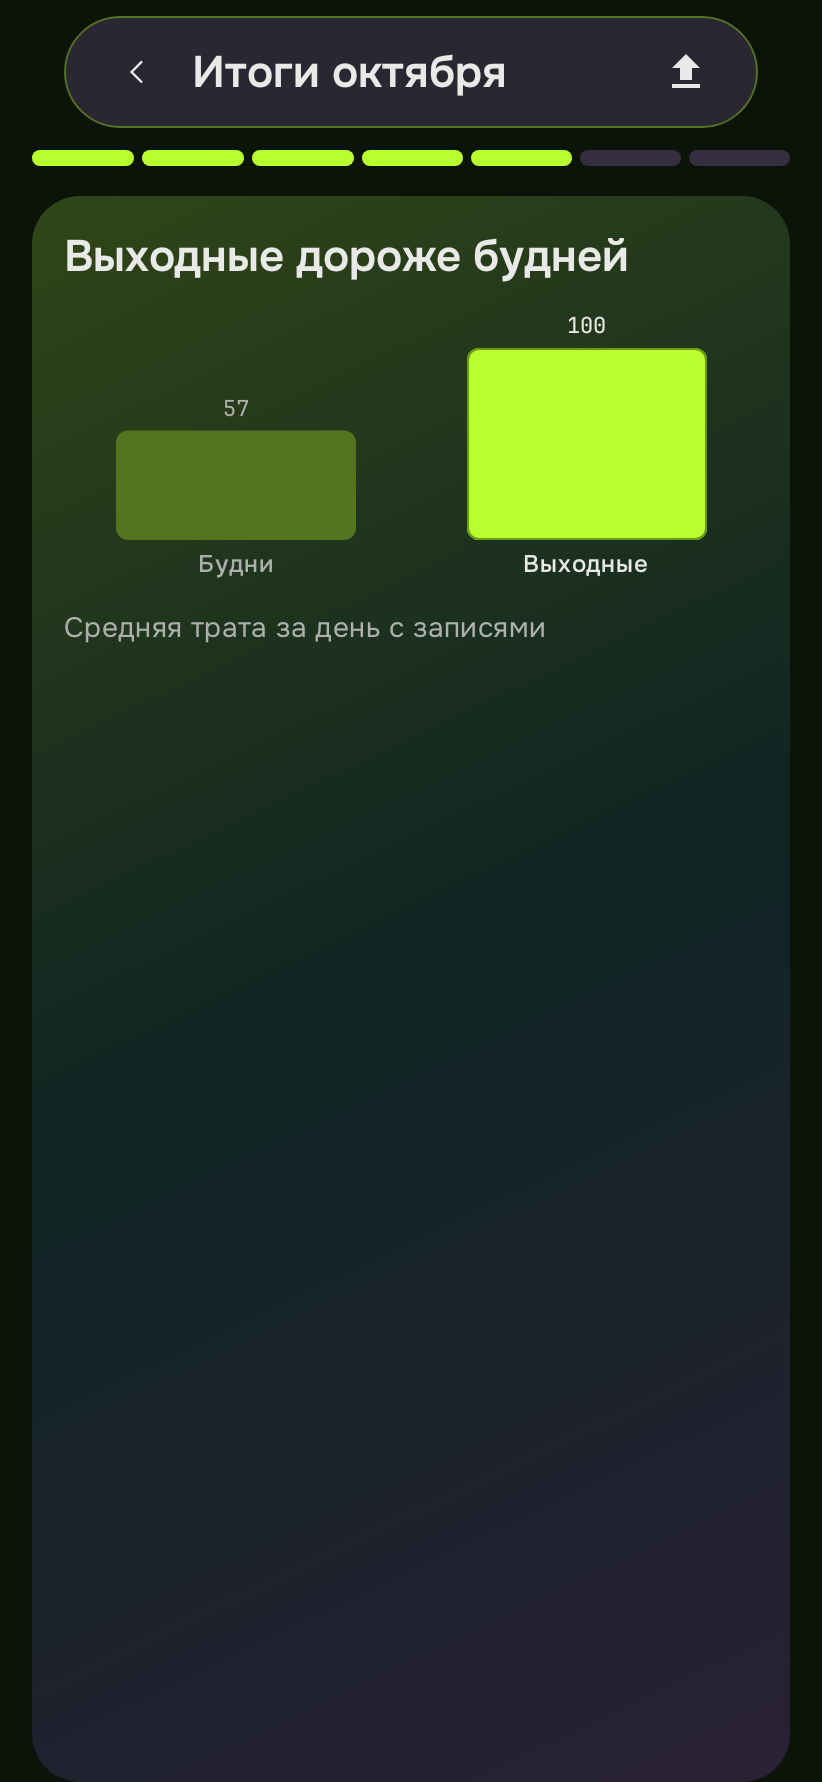 Итоги октября
Выходные дороже будней
100
57
Будни
Выходные
Средняя трата за день с записями